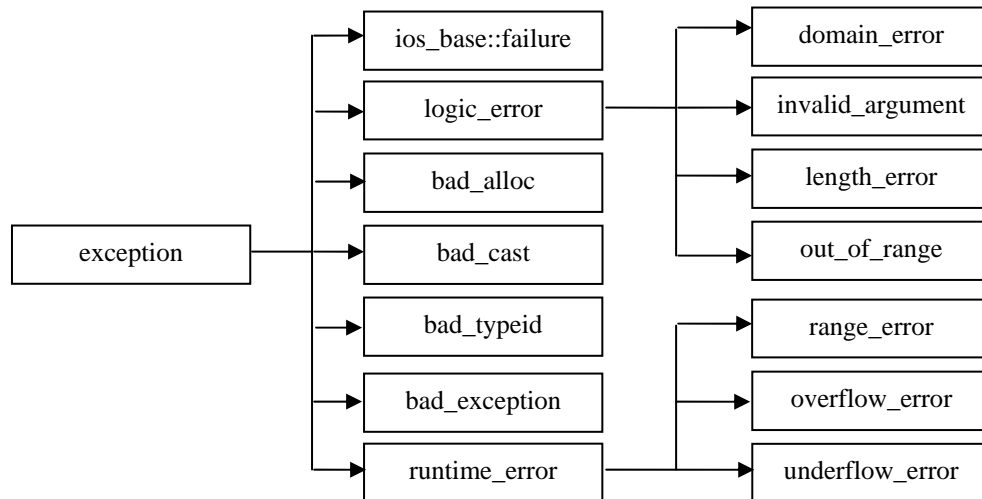 exception
ios_base::failure
logic_error
bad_alloc
bad_cast
bad_typeid
bad_exception
runtime_error
domain_error
invalid_argument
length_error
out_of_range
range_error
overflow_error
underflow_error